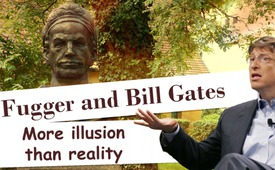 Fugger and Bill Gates
More illusion
than reality